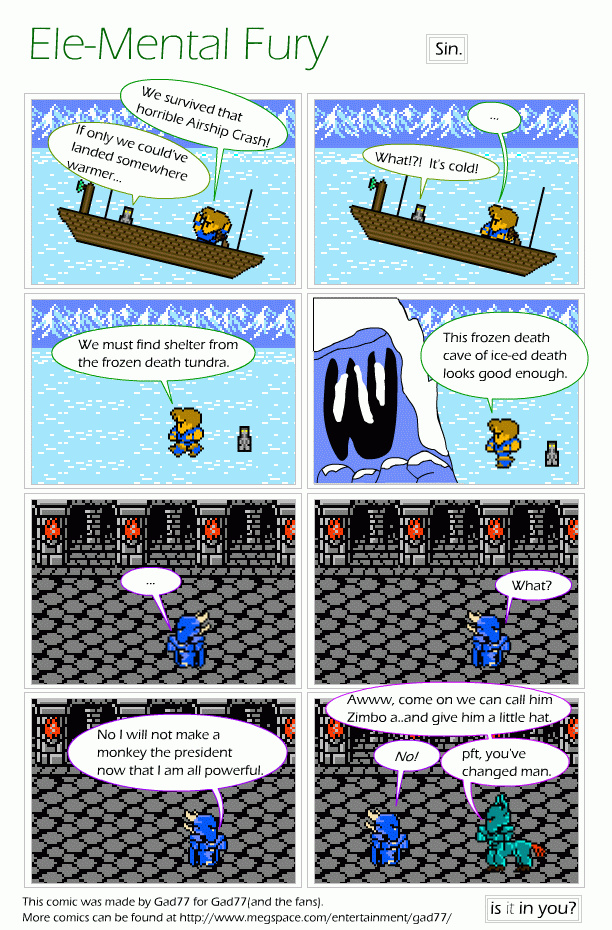 Ele-Mental Fury
Sin.
We survived that
horrible Airship Crash!
If only we could've
landed somewhere
warmer...
...
What!?! It's cold!
We must find shelter from
the frozen death tundra.
This frozen death
cave of ice-ed death
looks good enough.
...
What?
No I will not make a
monkey the president
now that I am all powerful.
Awww, come on we can call him
Zimbo a..and give him a little hat.
No!
pft, you've
changed man.
This comic was made by Gad77 for Gad77(and the fans).
More comics can be found at http://www.megspace.com/entertainment/gad77/
is it in you?